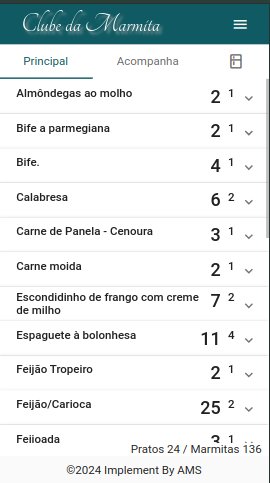 Clube da Marmita
Principal Acompanha
Almôndegas ao molho 2 1
Bife a parmegiana 2 1
Bife. 4 1
Calabresa 6 2
Carne de Panela - Cenoura 3 1
Carne moida 2 1
Escondidinho de frango com creme
de milho 7 2
Espaguete à bolonhesa 11 4
Feijão Tropeiro 2 1
Feijão/Carioca 25 2
Feijoada 3 1
Pratos 24 / Marmitas 136
©2024 Implement By AMS